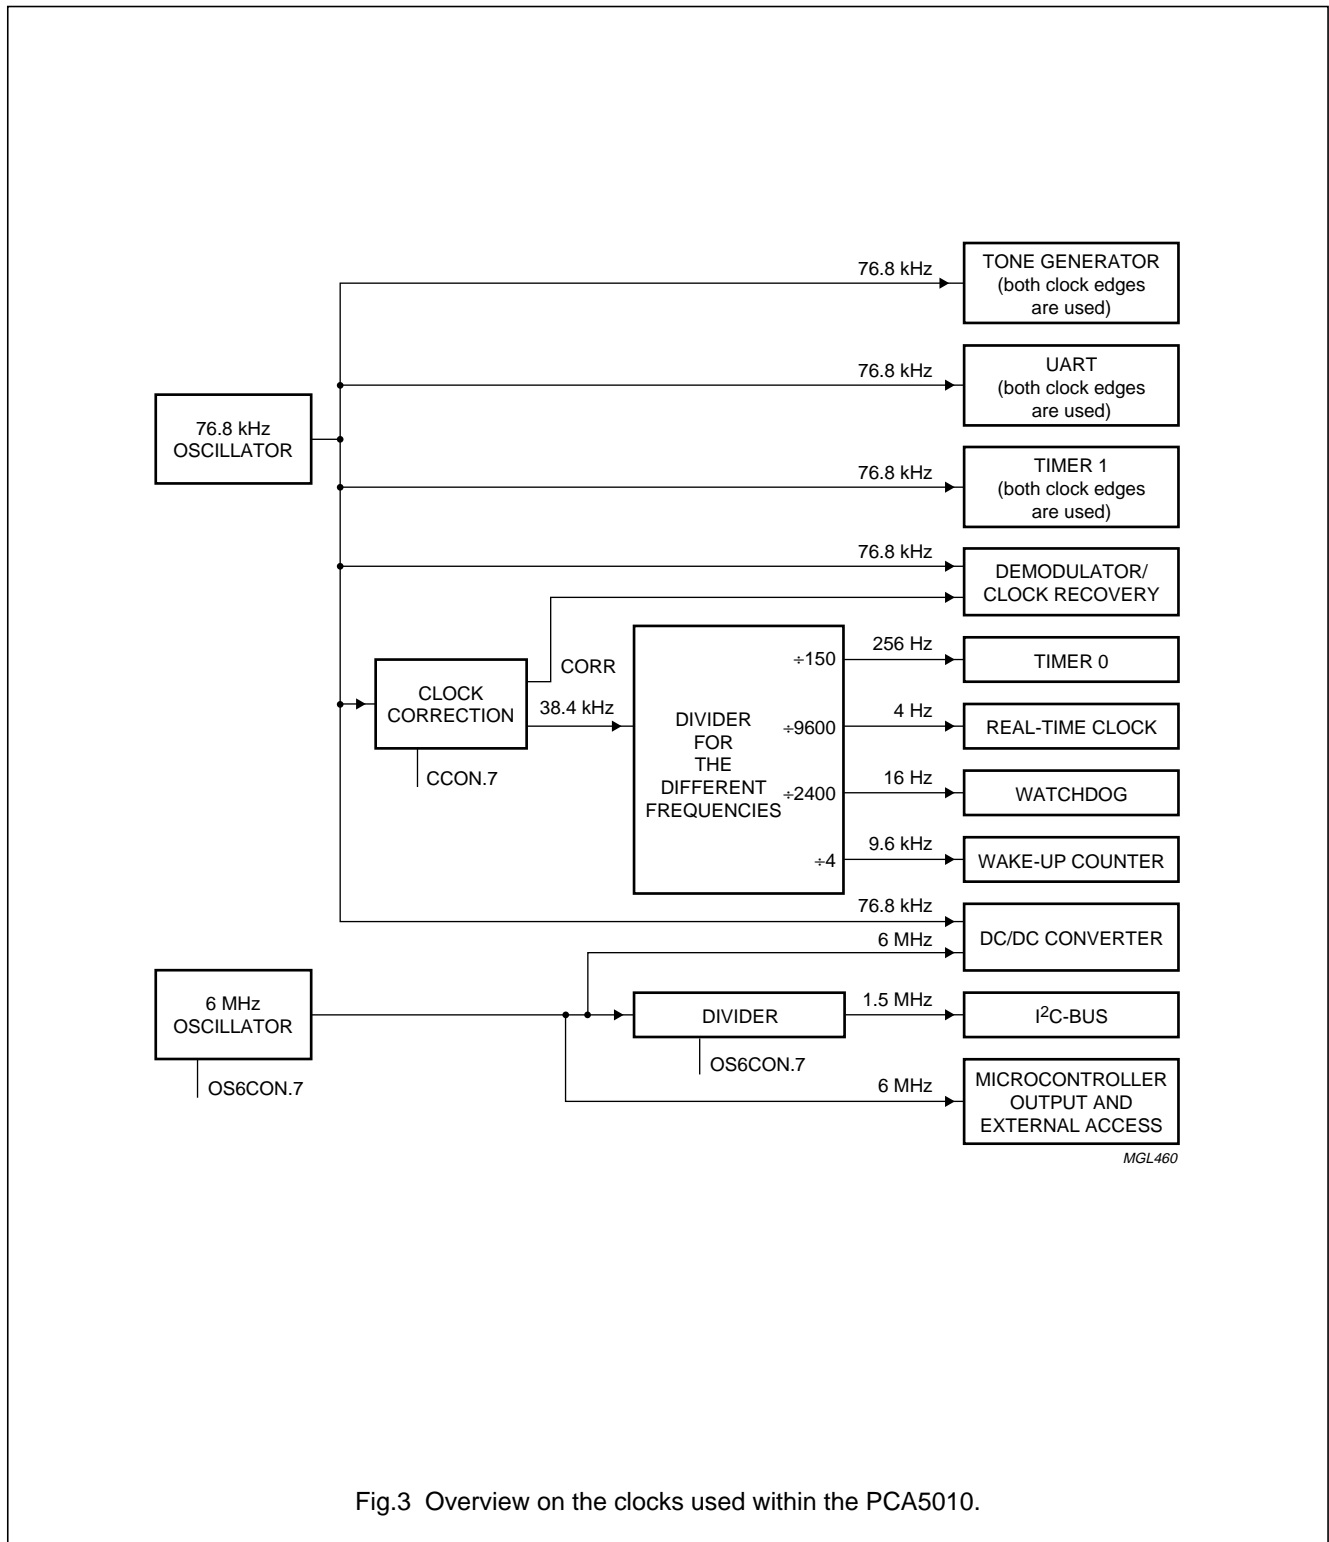 76.8 kHz
TONE GENERATOR
(both clock edges
are used)
76.8 kHz
UART
(both clock edges
are used)
76.8 kHz
OSCILLATOR
76.8 kHz
TIMER 1
(both clock edges
are used)
76.8 kHz
DEMODULATOR/
CLOCK RECOVERY
CLOCK
CORRECTION
CORR
38.4 kHz
CCON.7
DIVIDER
FOR
THE
DIFFERENT
FREQUENCIES
÷150
256 Hz
TIMER 0
÷9600
4 Hz
REAL-TIME CLOCK
÷2400
16 Hz
WATCHDOG
÷4
9.6 kHz
WAKE-UP COUNTER
76.8 kHz
6 MHz
DC/DC CONVERTER
6 MHz
OSCILLATOR
OS6CON.7
DIVIDER
OS6CON.7
1.5 MHz
I²C-BUS
6 MHz
MICROCONTROLLER
OUTPUT AND
EXTERNAL ACCESS
MGL460
Fig.3 Overview on the clocks used within the PCA5010.